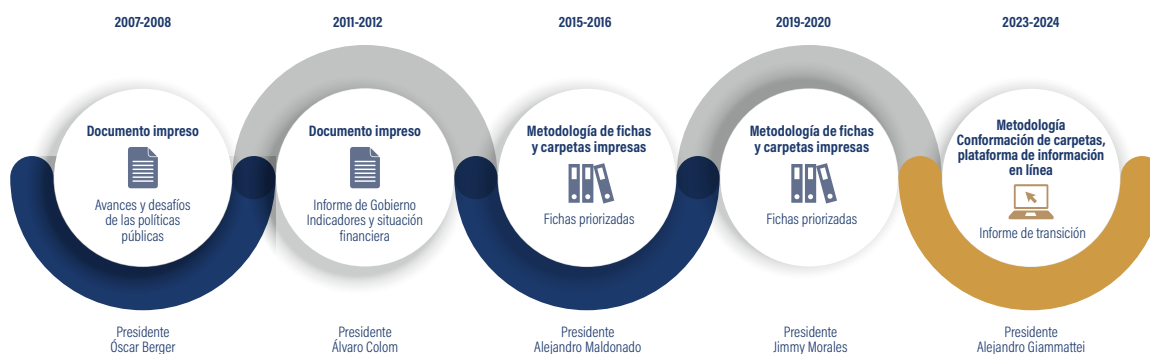 2007-2008
Documento impreso
Avances y desafíos
de las políticas
públicas
Presidente
Óscar Berger
2011-2012
Documento impreso
Informe de Gobierno
Indicadores y situación
financiera
Presidente
Álvaro Colom
2015-2016
Metodología de fichas
y carpetas impresas
Fichas priorizadas
Presidente
Alejandro Maldonado
2019-2020
Metodología de fichas
y carpetas impresas
Fichas priorizadas
Presidente
Jimmy Morales
2023-2024
Metodología
Conformación de carpetas,
plataforma de información
en línea
Informe de transición
Presidente
Alejandro Giammattei